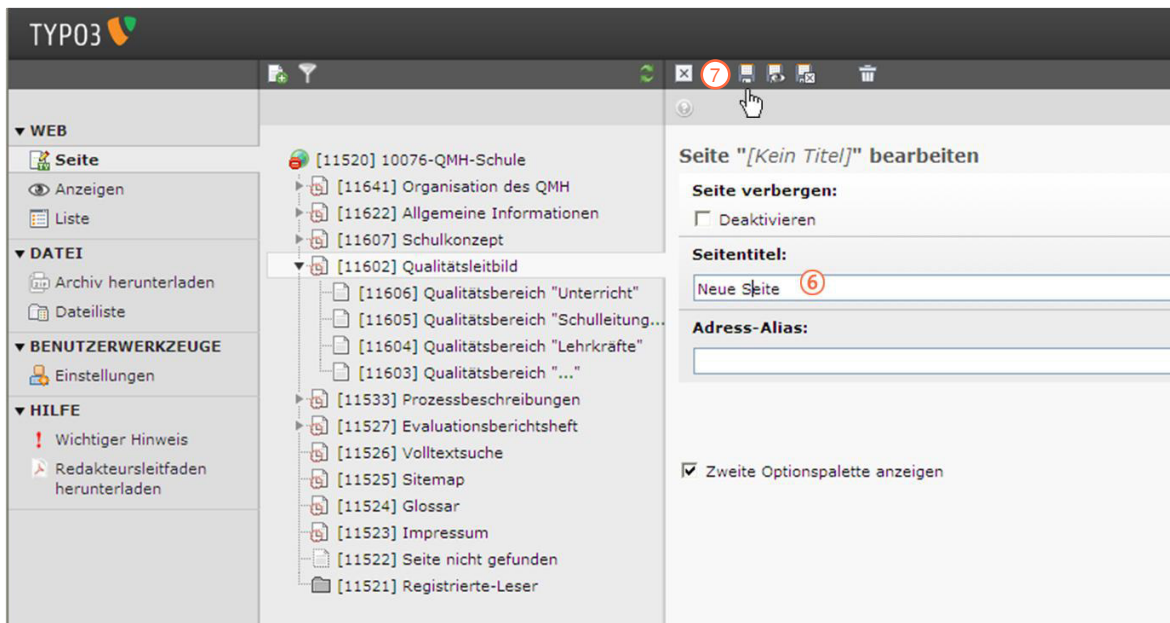 TYPO3
7
WEB
Seite
Anzeigen
Liste
DATEI
Archiv herunterladen
Dateiliste
BENUTZERWERKZEUGE
Einstellungen
HILFE
Wichtiger Hinweis
Redakteursleitfaden
herunterladen
[11520] 10076-QMH-Schule
[11641] Organisation des QMH
[11622] Allgemeine Informationen
[11607] Schulkonzept
[11602] Qualitätsleitbild
[11606] Qualitätsbereich "Unterricht"
[11605] Qualitätsbereich "Schulleitung...
[11604] Qualitätsbereich "Lehrkräfte"
[11603] Qualitätsbereich "..."
[11533] Prozessbeschreibungen
[11527] Evaluationsberichtsheft
[11526] Volltextsuche
[11525] Sitemap
[11524] Glossar
[11523] Impressum
[11522] Seite nicht gefunden
[11521] Registrierte-Leser
Seite "[Kein Titel]" bearbeiten
Seite verbergen:
Deaktivieren
Seitentitel:
Neue Seite 6
Adress-Alias:
Zweite Optionspalette anzeigen